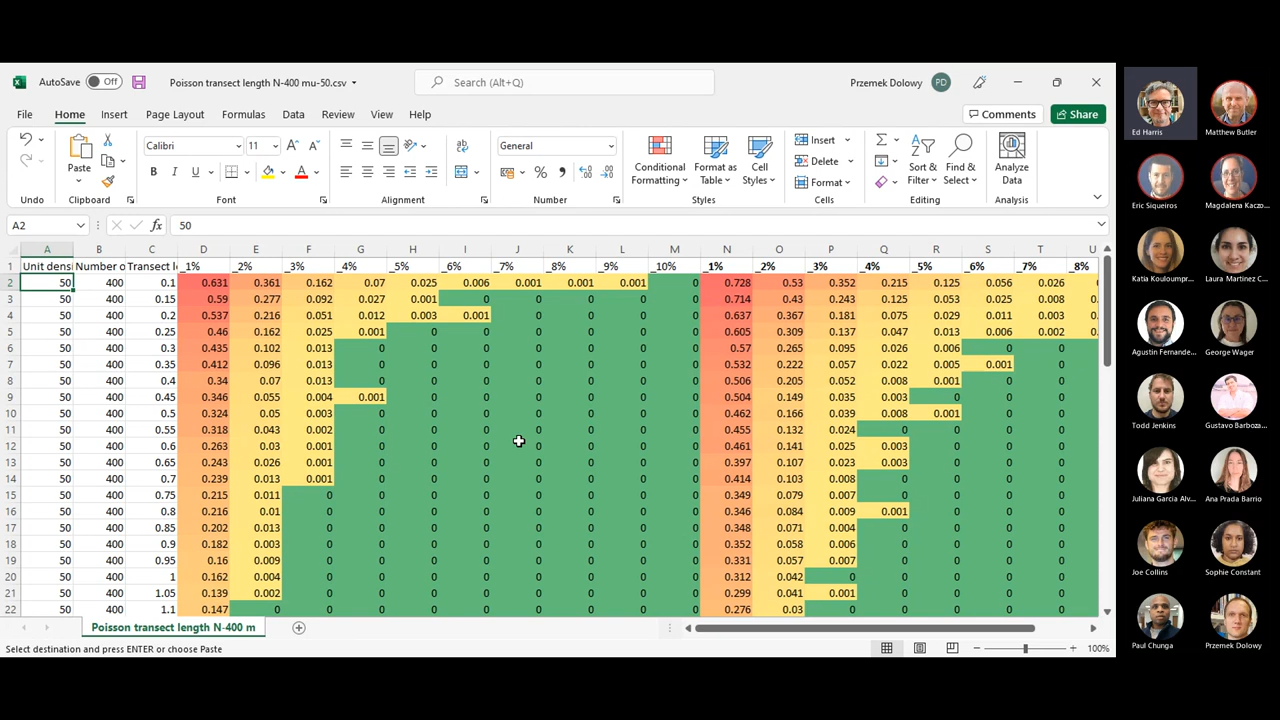 AutoSave Off Poisson transect length N-400 mu-50.csv Search (Alt+Q) Przemek Dolowy PD
File Home Insert Page Layout Formulas Data Review View Help Comments Share
Paste Calibri 11 General Conditional Formatting Format as Table Cell Styles Insert Delete Format Sort & Filter Find & Select Analyze Data
Undo Clipboard Font Alignment Number Styles Cells Editing Analysis
A2 50
A B C D E F G H I J K L M N O P Q R S T U
1 Unit densi Number o Transect le _1% _2% _3% _4% _5% _6% _7% _8% _9% _10% _1% _2% _3% _4% _5% _6% _7% _8%
2 50 400 0.1 0.631 0.361 0.162 0.07 0.025 0.006 0.001 0.001 0.001 0 0.728 0.53 0.352 0.215 0.125 0.056 0.026 0.
3 50 400 0.15 0.59 0.277 0.092 0.027 0.001 0 0 0 0 0 0.714 0.43 0.243 0.125 0.053 0.025 0.008 0.
4 50 400 0.2 0.537 0.216 0.051 0.012 0.003 0.001 0 0 0 0 0.637 0.367 0.181 0.075 0.029 0.011 0.003 0.
5 50 400 0.25 0.46 0.162 0.025 0.001 0 0 0 0 0 0 0.605 0.309 0.137 0.047 0.013 0.006 0.002 0.
6 50 400 0.3 0.435 0.102 0.013 0 0 0 0 0 0 0 0.57 0.265 0.095 0.026 0.006 0 0
7 50 400 0.35 0.412 0.096 0.013 0 0 0 0 0 0 0 0.532 0.222 0.057 0.022 0.005 0.001 0
8 50 400 0.4 0.34 0.07 0.013 0 0 0 0 0 0 0 0.506 0.205 0.052 0.008 0.001 0 0
9 50 400 0.45 0.346 0.055 0.004 0.001 0 0 0 0 0 0 0.504 0.149 0.035 0.003 0 0 0
10 50 400 0.5 0.324 0.05 0.003 0 0 0 0 0 0 0 0.462 0.166 0.039 0.008 0.001 0 0
11 50 400 0.55 0.318 0.043 0.002 0 0 0 0 0 0 0 0.455 0.132 0.024 0 0 0 0
12 50 400 0.6 0.263 0.03 0.001 0 0 0 0 0 0 0 0.461 0.141 0.025 0.003 0 0 0
13 50 400 0.65 0.243 0.026 0.001 0 0 0 0 0 0 0 0.397 0.107 0.023 0.003 0 0 0
14 50 400 0.7 0.239 0.013 0.001 0 0 0 0 0 0 0 0.414 0.103 0.008 0 0 0 0
15 50 400 0.75 0.215 0.011 0 0 0 0 0 0 0 0 0.349 0.079 0.007 0 0 0 0
16 50 400 0.8 0.216 0.01 0 0 0 0 0 0 0 0 0.346 0.084 0.009 0.001 0 0 0
17 50 400 0.85 0.202 0.013 0 0 0 0 0 0 0 0 0.348 0.071 0.004 0 0 0 0
18 50 400 0.9 0.182 0.003 0 0 0 0 0 0 0 0 0.352 0.058 0.006 0 0 0 0
19 50 400 0.95 0.16 0.009 0 0 0 0 0 0 0 0 0.331 0.057 0.007 0 0 0 0
20 50 400 1 0.162 0.004 0 0 0 0 0 0 0 0 0.312 0.042 0 0 0 0 0
21 50 400 1.05 0.139 0.002 0 0 0 0 0 0 0 0 0.299 0.041 0.001 0 0 0 0
22 50 400 1.1 0.147 0 0 0 0 0 0 0 0 0 0.276 0.03 0 0 0 0 0
Poisson transect length N-400 m
Select destination and press ENTER or choose Paste 100%
Ed Harris Matthew Butler
Eric Siqueiros Magdalena Kaczo...
Katia Kouloumpr... Laura Martinez C...
Agustin Fernande... George Wager
Todd Jenkins Gustavo Barboza...
Juliana Garcia Alv... Ana Prada Barrio
Joe Collins Sophie Constant
Paul Chunga Przemek Dolowy